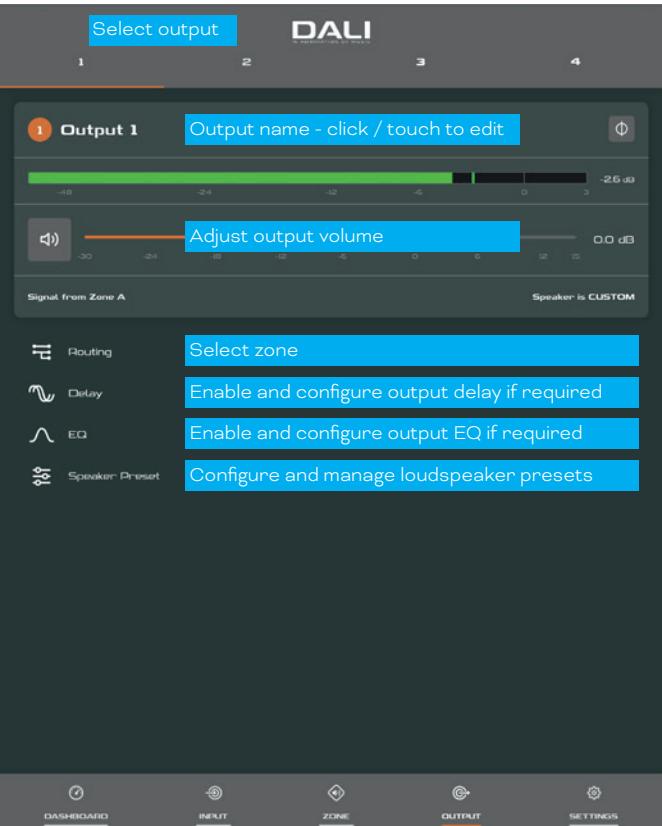 Select output
DALI
1 2 3 4
1 Output 1 Output name - click / touch to edit
-2.6 dB
-48 -24 -12 -6 0 3
Adjust output volume 0.0 dB
-30 -24 -18 -12 -6 0 6 12 15
Signal from Zone A Speaker is CUSTOM
Routing Select zone
Delay Enable and configure output delay if required
EQ Enable and configure output EQ if required
Speaker Preset Configure and manage loudspeaker presets
DASHBOARD INPUT ZONE OUTPUT SETTINGS